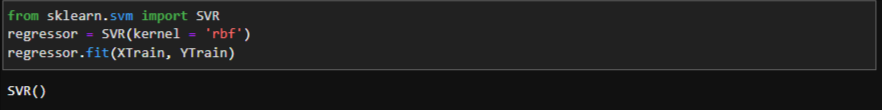 from sklearn.svm import SVR
regressor = SVR(kernel = 'rbf')
regressor.fit(XTrain, YTrain)
SVR()